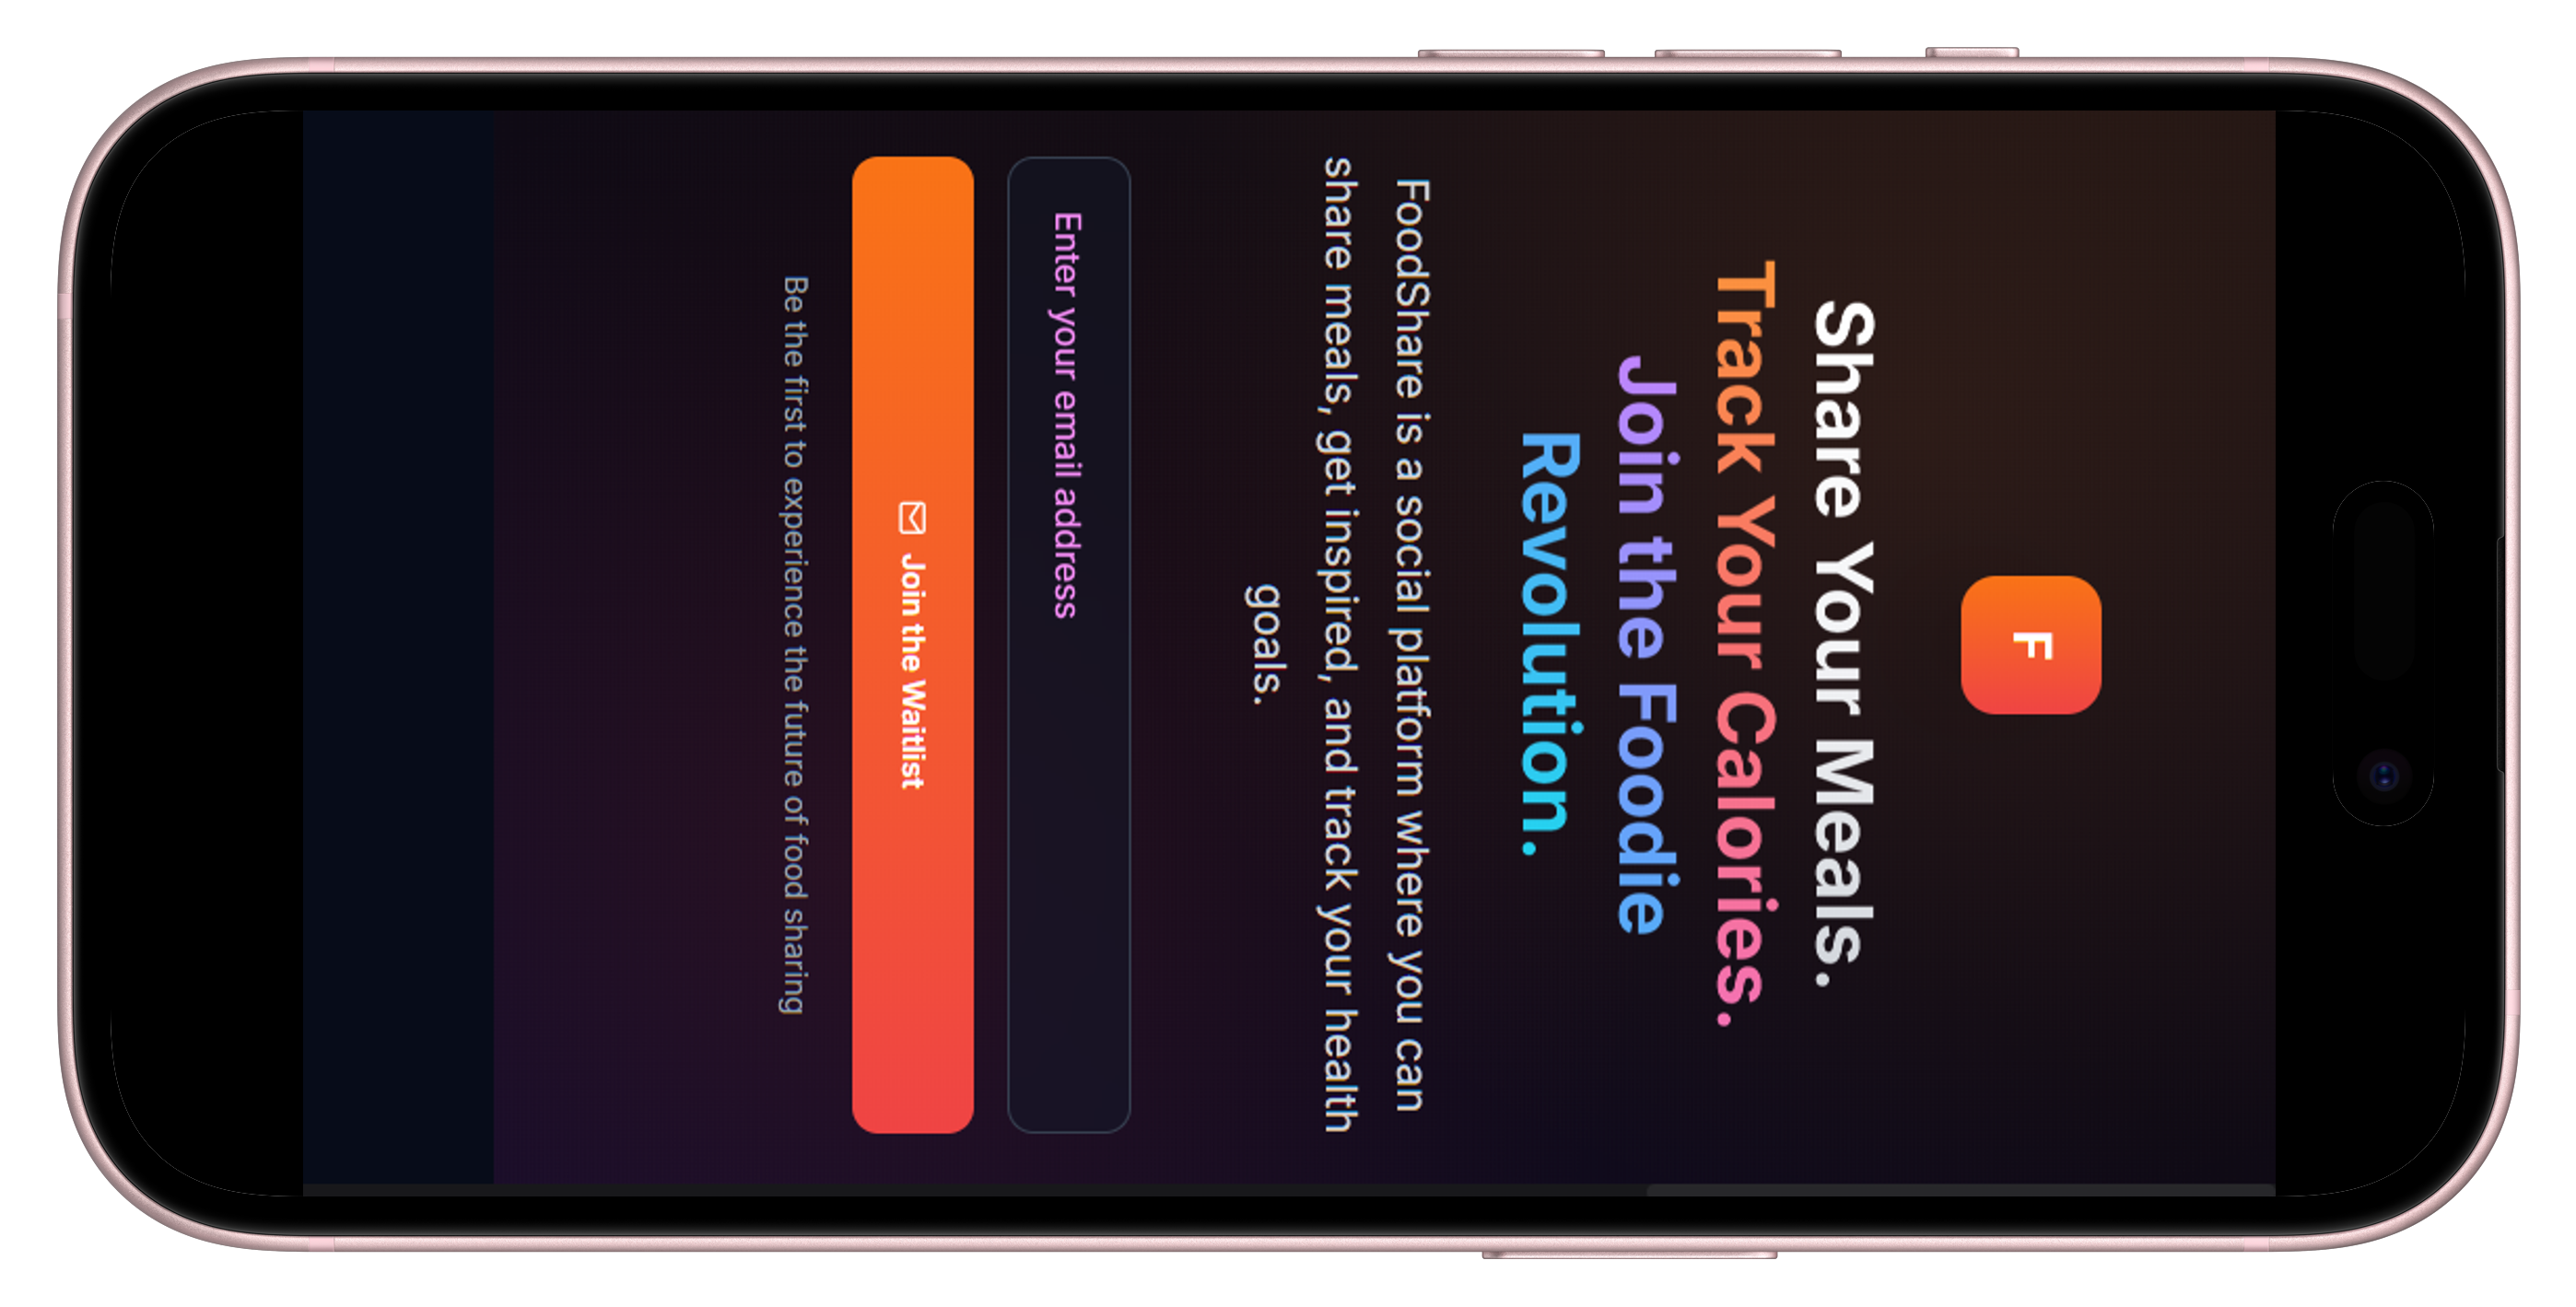 F
Share Your Meals.
Track Your Calories.
Join the Foodie
Revolution.
FoodShare is a social platform where you can
share meals, get inspired, and track your health
goals.
Enter your email address
Join the Waitlist
Be the first to experience the future of food sharing